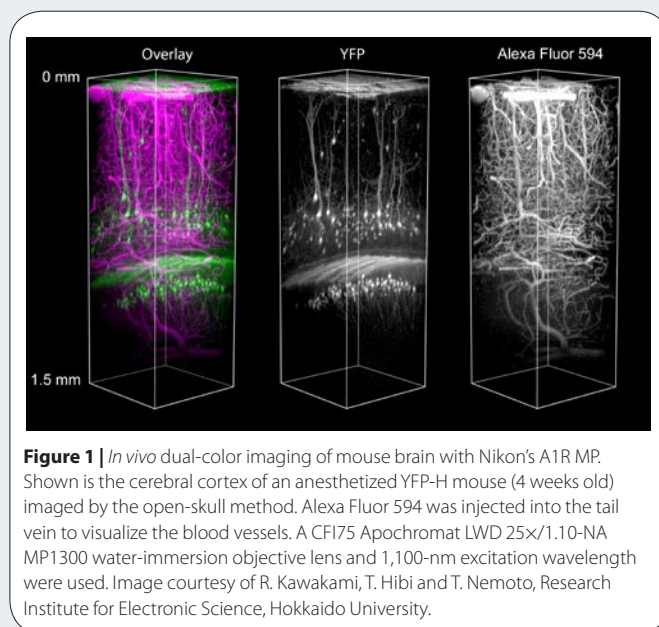 Overlay YFP Alexa Fluor 594
0 mm
1.5 mm
Figure 1 | In vivo dual-color imaging of mouse brain with Nikon’s A1R MP.
Shown is the cerebral cortex of an anesthetized YFP-H mouse (4 weeks old)
imaged by the open-skull method. Alexa Fluor 594 was injected into the tail
vein to visualize the blood vessels. A CFI75 Apochromat LWD 25×/1.10-NA
MP1300 water-immersion objective lens and 1,100-nm excitation wavelength
were used. Image courtesy of R. Kawakami, T. Hibi and T. Nemoto, Research
Institute for Electronic Science, Hokkaido University.